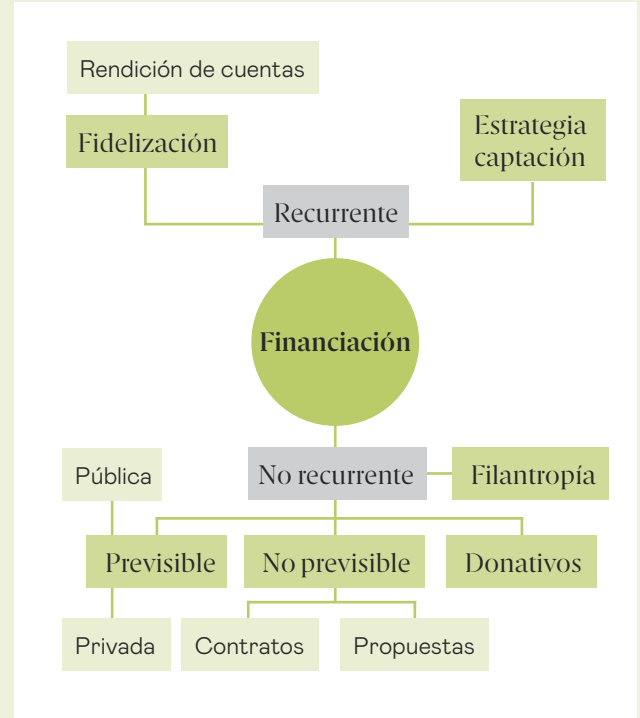 Rendición de cuentas
Fidelización
Estrategia
captación
Recurrente
Financiación
No recurrente
Filantropía
Pública
Previsible
No previsible
Donativos
Privada
Contratos
Propuestas